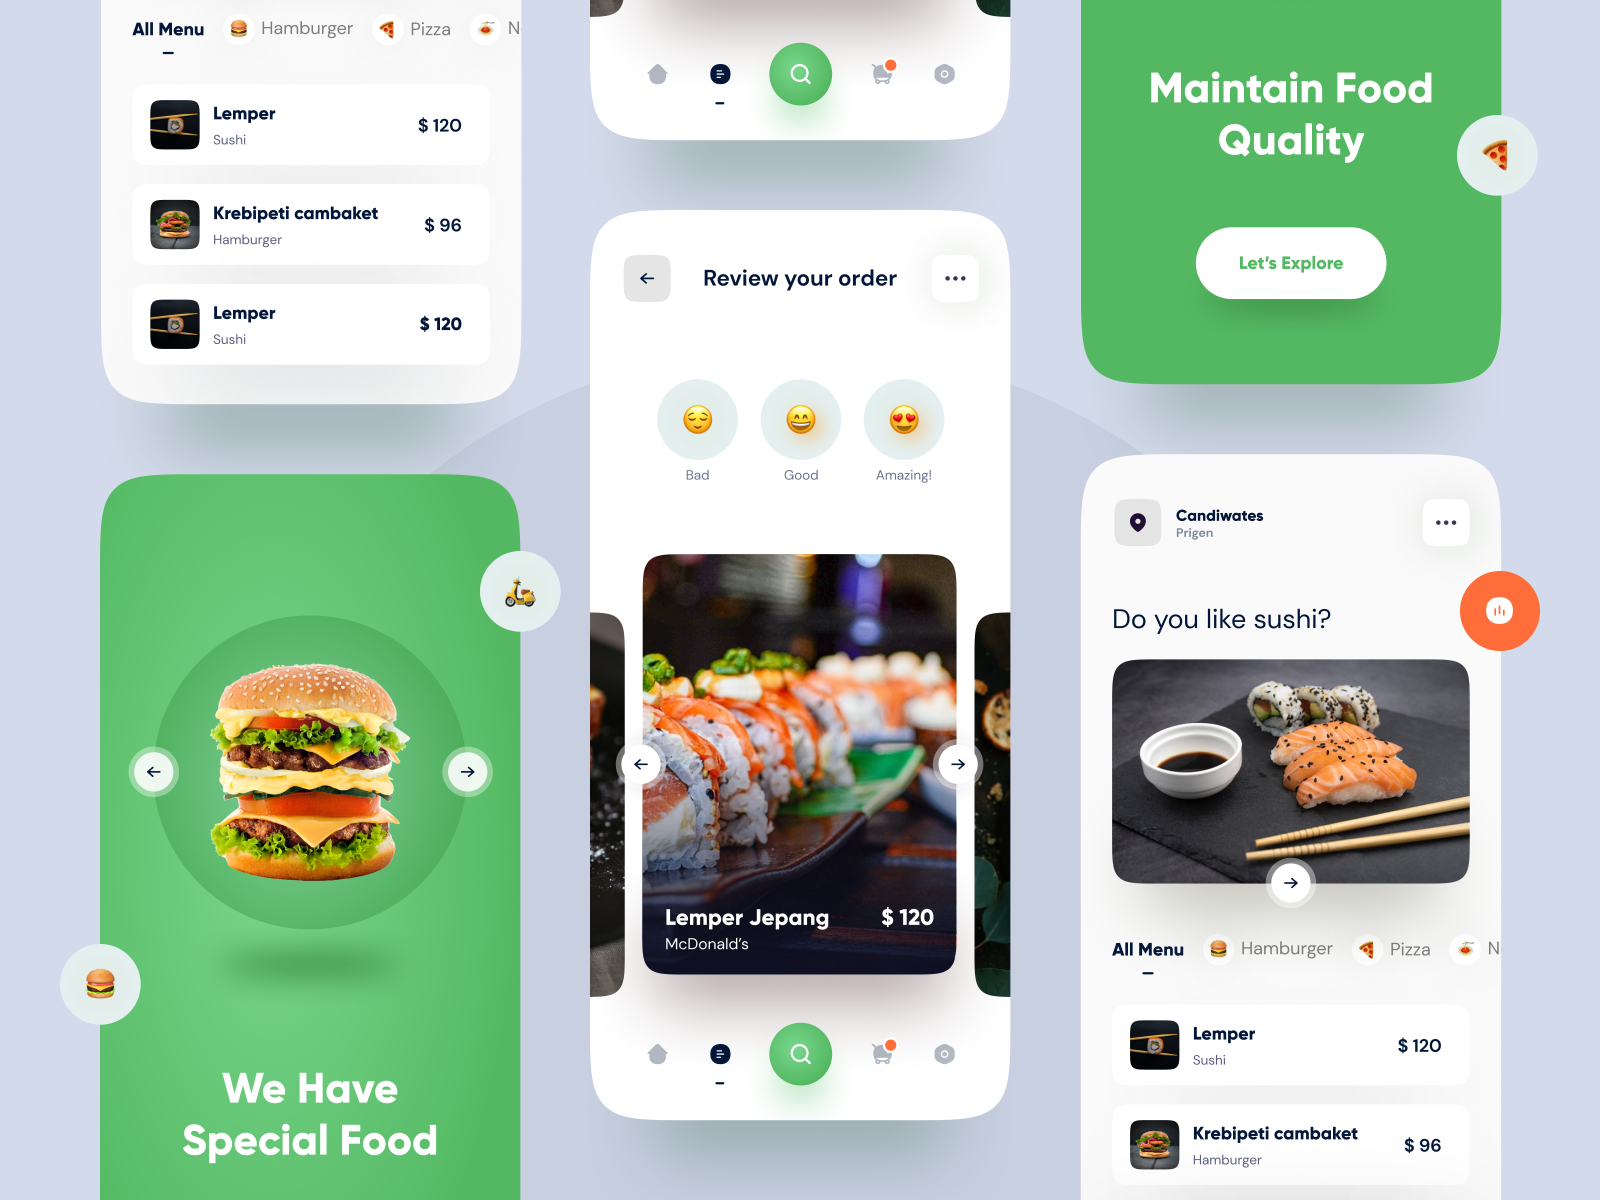 All Menu
Hamburger
Pizza
N
Lemper
Sushi
$ 120
Krebipeti cambaket
Hamburger
$ 96
Lemper
Sushi
$ 120
We Have
Special Food
Review your order
Bad
Good
Amazing!
Lemper Jepang
$ 120
McDonald's
Maintain Food
Quality
Let's Explore
Candiwates
Prigen
Do you like sushi?
All Menu
Hamburger
Pizza
N
Lemper
Sushi
$ 120
Krebipeti cambaket
Hamburger
$ 96